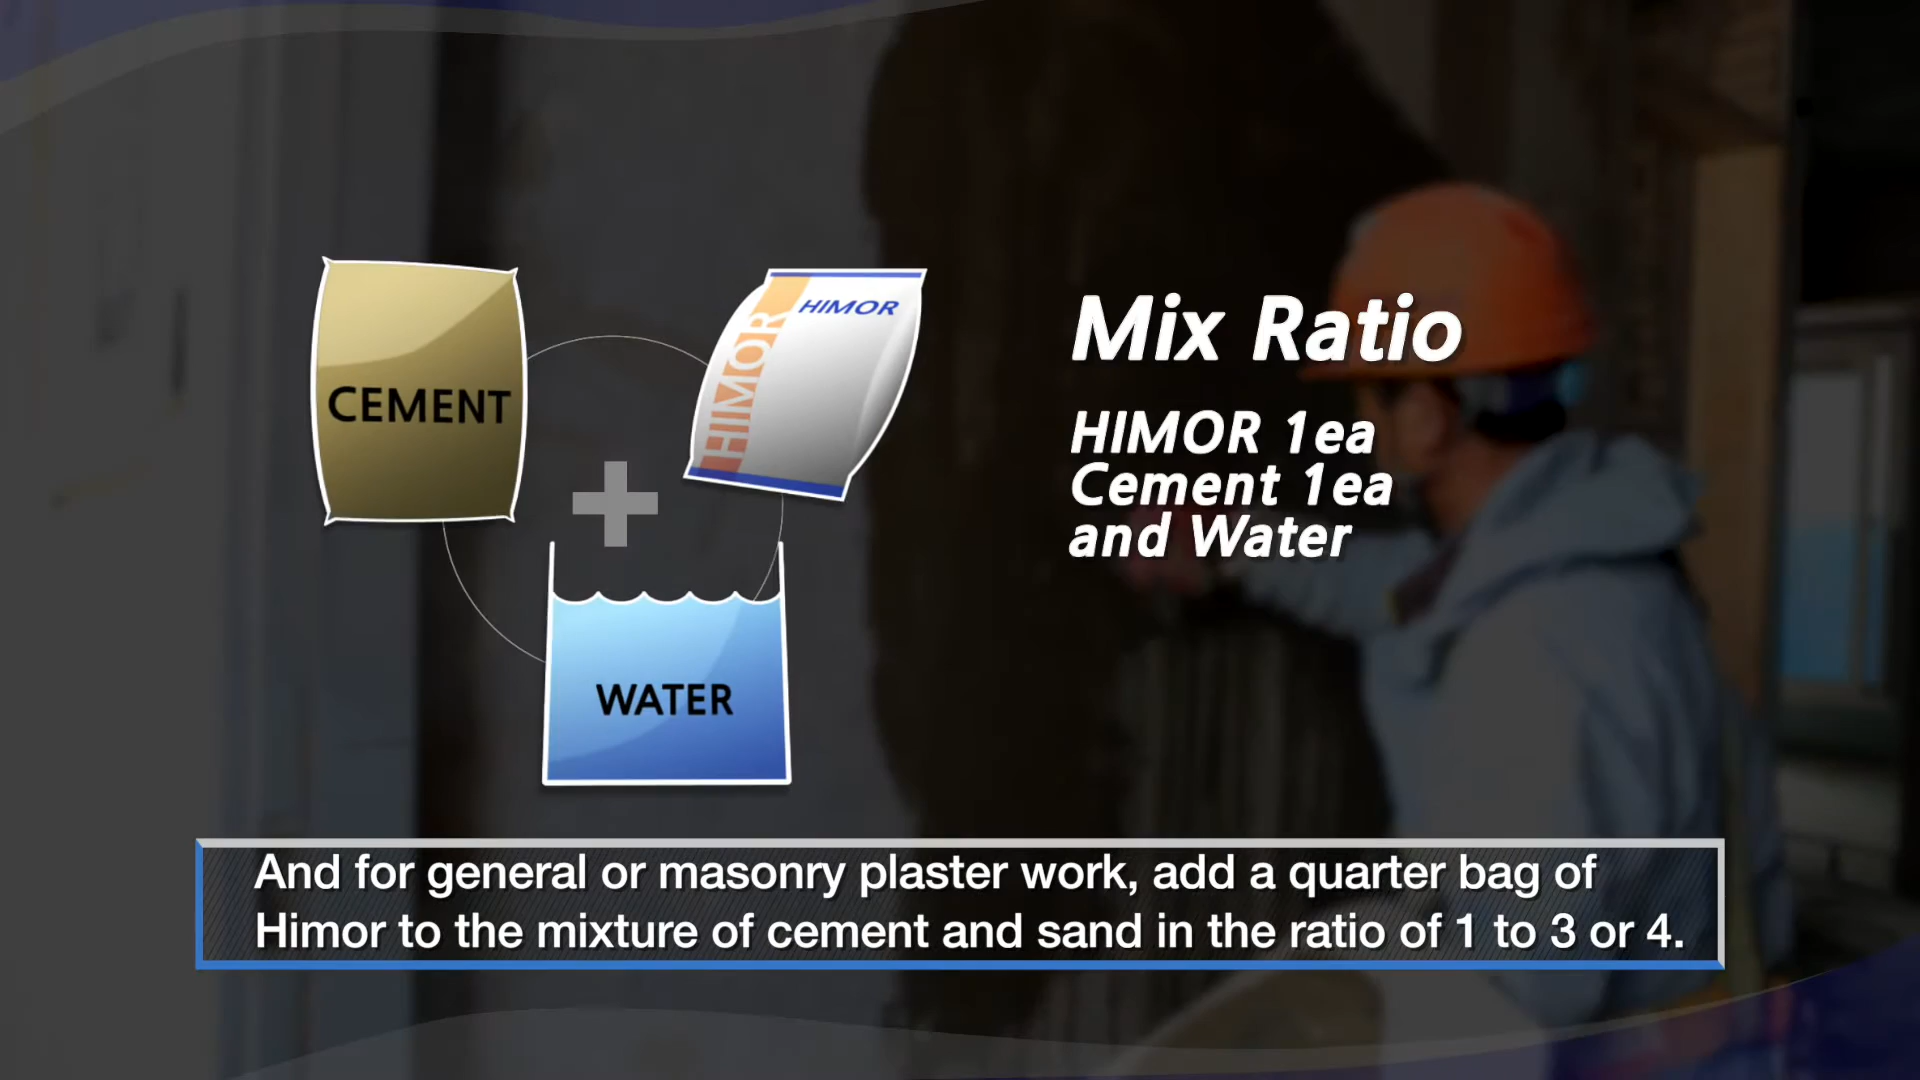 CEMENT
HIMOR
HIMOR
WATER
Mix Ratio
HIMOR 1ea
Cement 1ea
and Water
And for general or masonry plaster work, add a quarter bag of
Himor to the mixture of cement and sand in the ratio of 1 to 3 or 4.